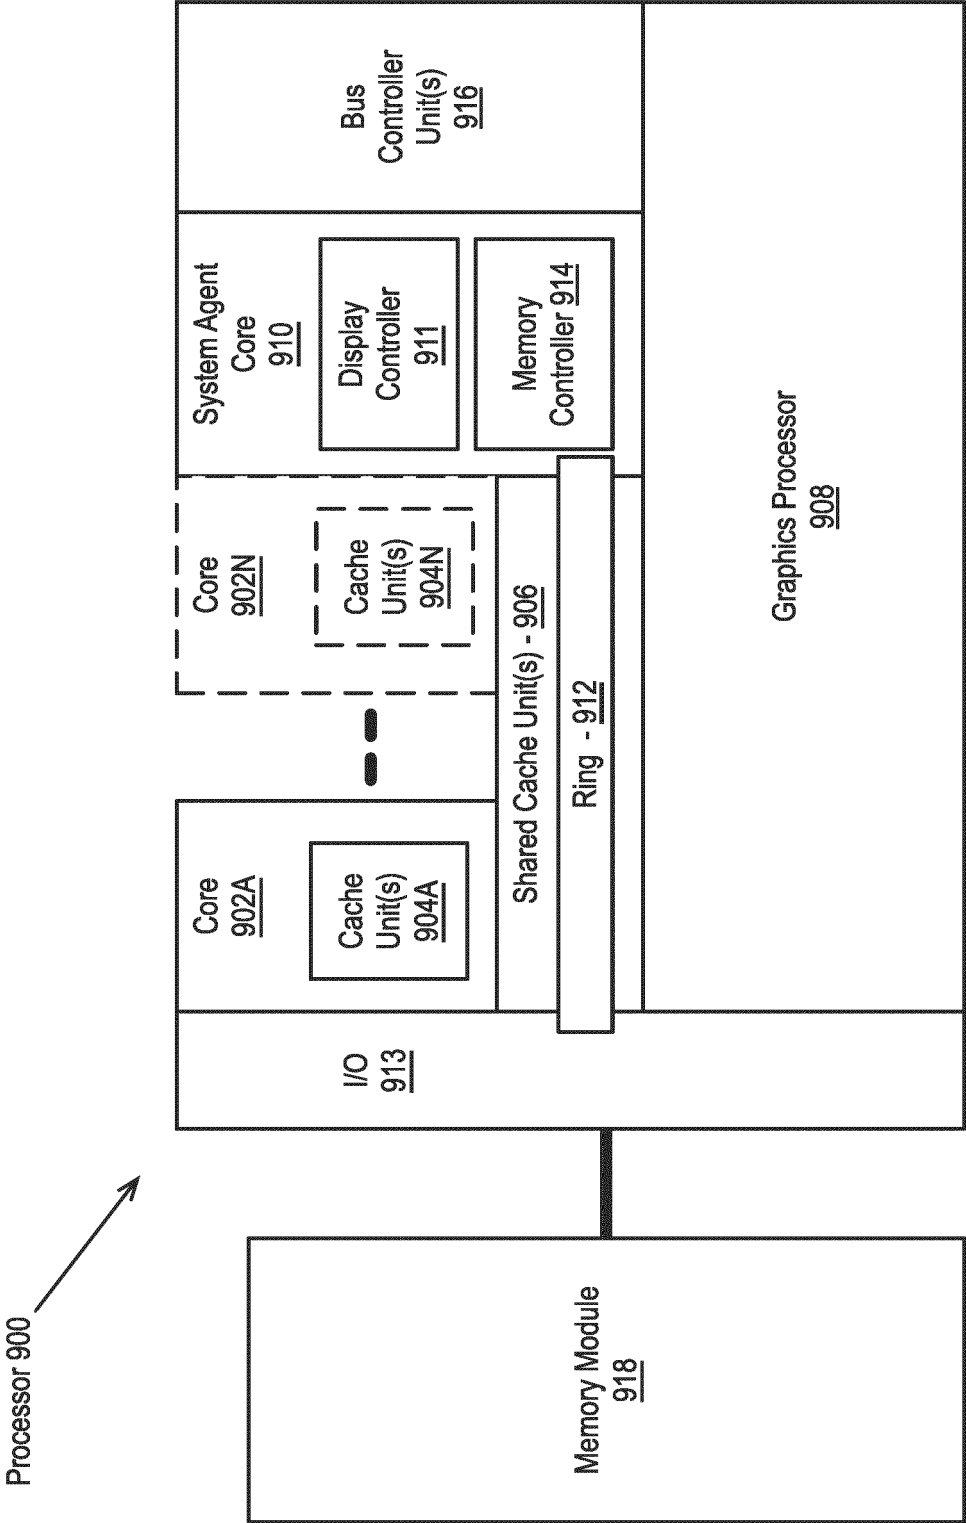 Processor 900
Memory Module
918
I/O
913
Core
902A
Cache
Unit(s)
904A
Core
902N
Cache
Unit(s)
904N
Shared Cache Unit(s) - 906
Ring - 912
System Agent
Core
910
Display
Controller
911
Memory
Controller 914
Bus
Controller
Unit(s)
916
Graphics Processor
908